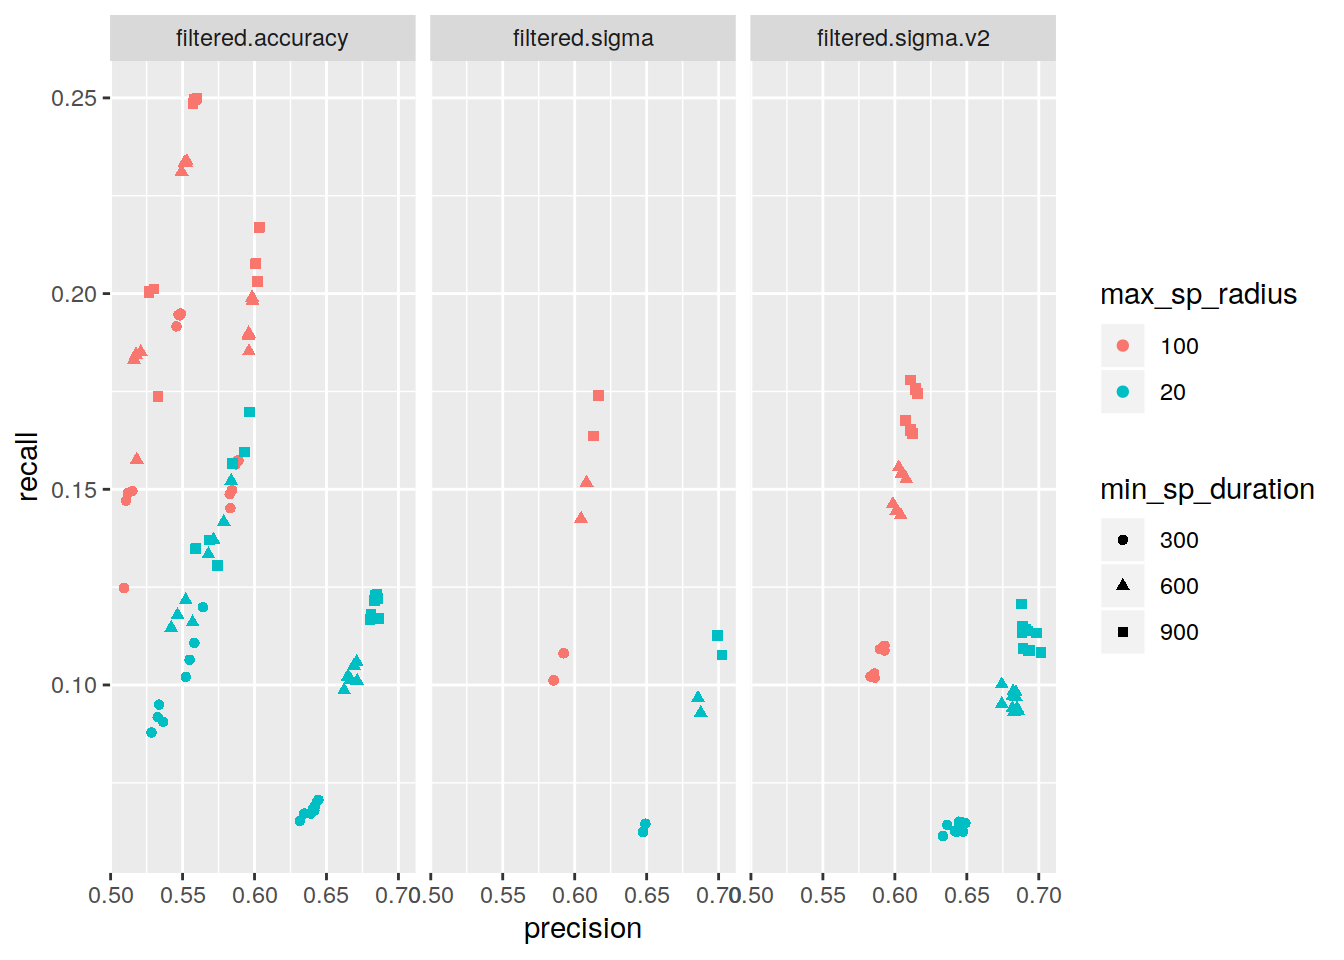 filtered.accuracy filtered.sigma filtered.sigma.v2
0.25
0.20
0.15
0.10
recall
0.50 0.55 0.60 0.65 0.70 0.50 0.55 0.60 0.65 0.70 0.50 0.55 0.60 0.65 0.70
precision
max_sp_radius
100
20
min_sp_duration
300
600
900